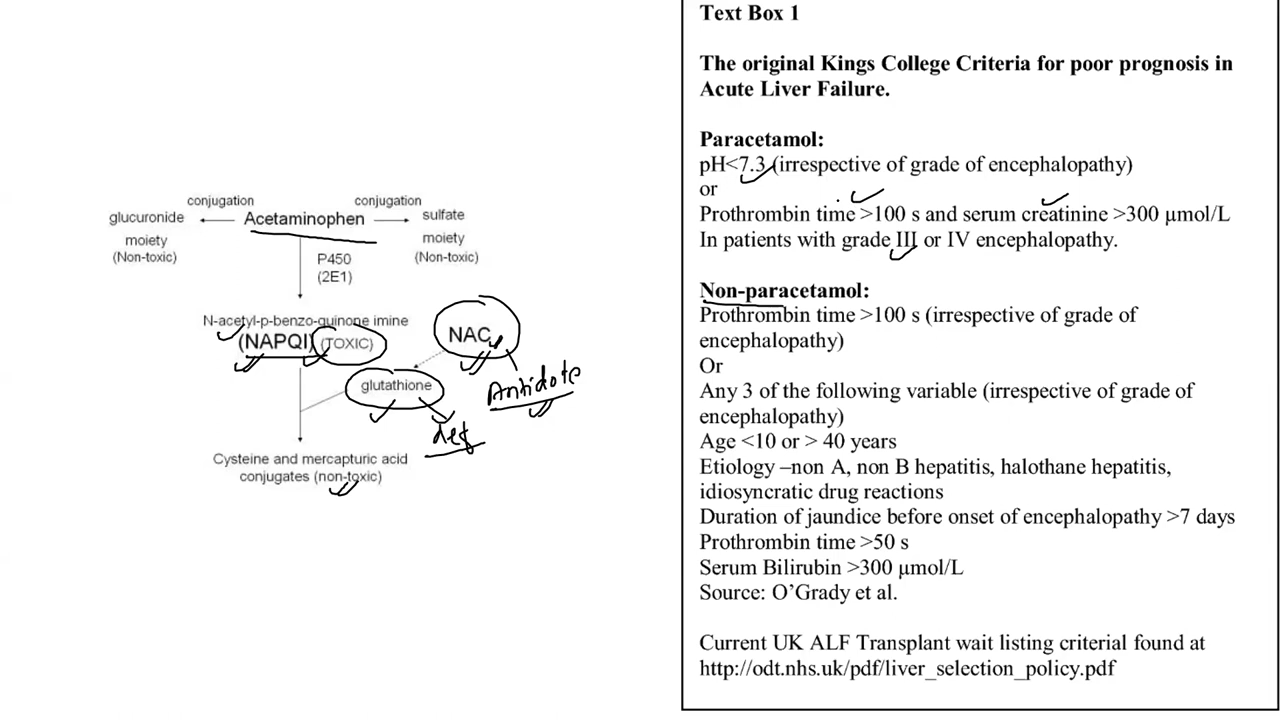 conjugation
conjugation
glucuronide
Acetaminophen
sulfate
moiety
(Non-toxic)
P450
(2E1)
moiety
(Non-toxic)
N-acetyl-p-benzo-quinone imine
(NAPQI) (TOXIC)
NAC
glutathione
Antidote
def
Cysteine and mercapturic acid
conjugates (non-toxic)
Text Box 1
The original Kings College Criteria for poor prognosis in
Acute Liver Failure.
Paracetamol:
pH<7.3 (irrespective of grade of encephalopathy)
or
Prothrombin time >100 s and serum creatinine >300 μmol/L
In patients with grade III or IV encephalopathy.
Non-paracetamol:
Prothrombin time >100 s (irrespective of grade of
encephalopathy)
Or
Any 3 of the following variable (irrespective of grade of
encephalopathy)
Age <10 or > 40 years
Etiology –non A, non B hepatitis, halothane hepatitis,
idiosyncratic drug reactions
Duration of jaundice before onset of encephalopathy >7 days
Prothrombin time >50 s
Serum Bilirubin >300 μmol/L
Source: O’Grady et al.
Current UK ALF Transplant wait listing criterial found at
http://odt.nhs.uk/pdf/liver_selection_policy.pdf